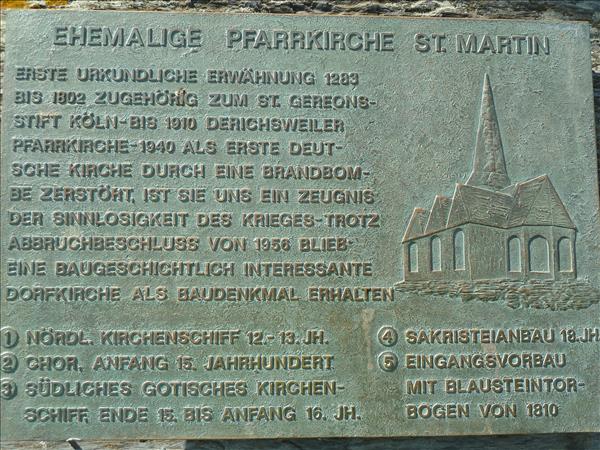 EHEMALIGE PFARRKIRCHE ST. MARTIN
ERSTE URKUNDLICHE ERWÄHNUNG 1283
BIS 1802 ZUGEHÖRIG ZUM ST. GEREONS-
STIFT KÖLN-BIS 1910 DERICHSWEILER
PFARRKIRCHE-1940 ALS ERSTE DEUT-
SCHE KIRCHE DURCH EINE BRANDBOM-
BE ZERSTÖRT, IST SIE UNS EIN ZEUGNIS
DER SINNLOSIGKEIT DES KRIEGES-TROTZ
ABBRUCHBESCHLUSS VON 1956 BLIEB
EINE BAUGESCHICHTLICH INTERESSANTE
DORFKIRCHE ALS BAUDENKMAL ERHALTEN
1 NÖRDL. KIRCHENSCHIFF 12.-13. JH.
2 CHOR, ANFANG 15. JAHRHUNDERT
3 SÜDLICHES GOTISCHES KIRCHEN-
SCHIFF, ENDE 15. BIS ANFANG 16. JH.
4 SAKRISTEIANBAU 18. JH
5 EINGANGSVORBAU
MIT BLAUSTEINTOR-
BOGEN VON 1810